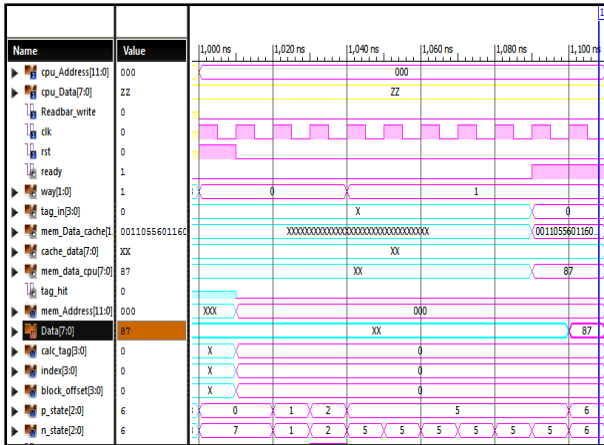 1
Name Value 1,000 ns 1,020 ns 1,040 ns 1,060 ns 1,080 ns 1,100 ns
cpu_Address[11:0] 000 000
cpu_Data[7:0] ZZ ZZ
Readbar_write 0
clk 0
rst 0
ready 1
way[1:0] 1 0 1
tag_in[3:0] 0 X 0
mem_Data_cache[1 0011055601160 0011055601160...
cache_data[7:0] XX XX
mem_data_cpu[7:0] 87 XX 87
tag_hit 0
mem_Address[11:0] 000 XXX 000
Data[7:0] 87 XX 87
calc_tag[3:0] 0 X 0
index[3:0] 0 X 0
block_offset[3:0] 0 X 0
p_state[2:0] 6 0 1 2 5 6
n_state[2:0] 6 7 1 2 5 5 5 5 5 5 6